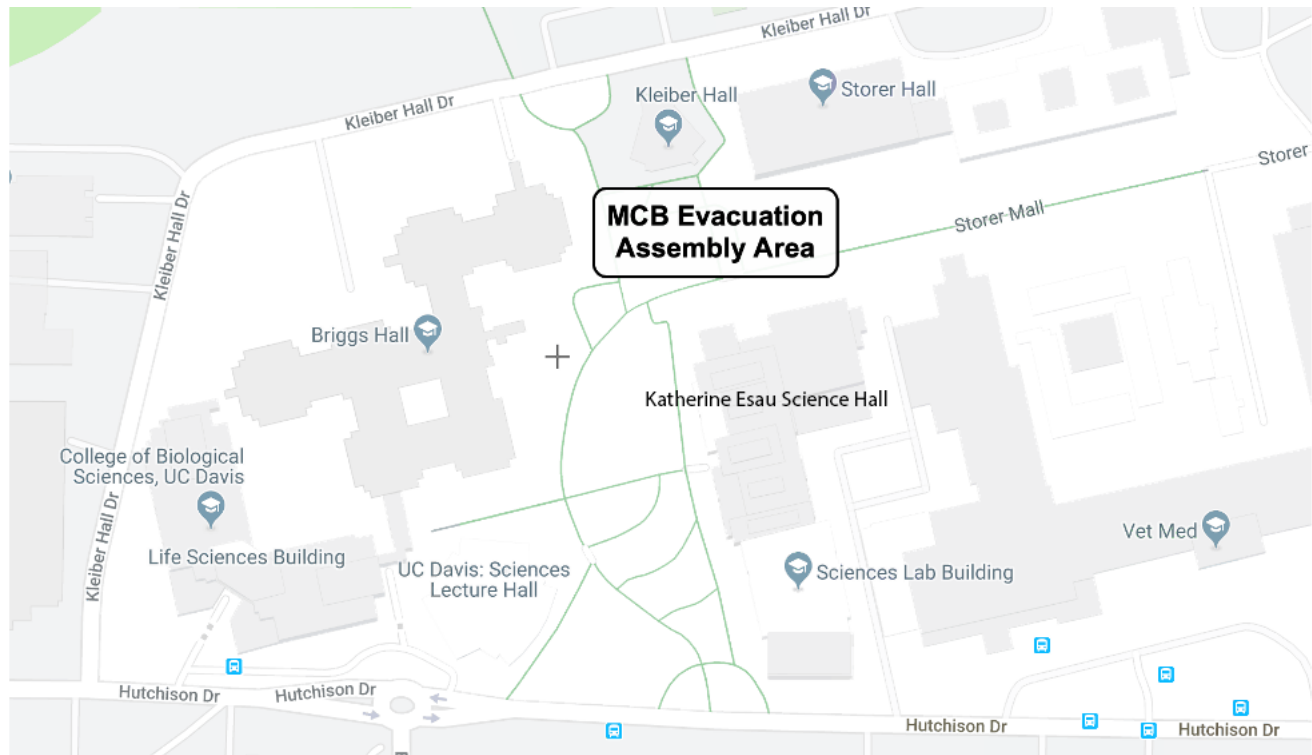 Kleiber Hall Dr
Kleiber Hall
Storer Hall
Kleiber Hall Dr
Storer
MCB Evacuation
Assembly Area
Storer Mall
Kleiber Hall Dr
Briggs Hall
Katherine Esau Science Hall
College of Biological
Sciences, UC Davis
Kleiber Hall Dr
Life Sciences Building
UC Davis: Sciences
Lecture Hall
Vet Med
Sciences Lab Building
Hutchison Dr
Hutchison Dr
Hutchison Dr
Hutchison Dr